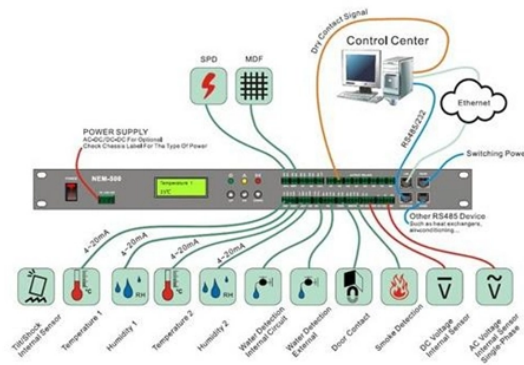 Dry Contact Signal
Control Center
SPD
MDF
Ethernet
RS485/232
POWER SUPPLY
AC-DC/DC-DC For Optional
Check Chassis Label For The Type Of Power
Switching Power
NEM-000
Temperature 1
Other RS485 Device
Such as heat exchangers,
airconditioning...
4~20mA
4~20mA
4~20mA
4~20mA
°C
RH
°C
RH
V
V
Tilt/Shock
Internal Sensor
Temperature 1
Humidity 1
Temperature 2
Humidity 2
Water Detection
Internal Circuit
Water Detection
External
Door Contact
Smoke Detection
DC Voltage
Internal Sensor
AC Voltage
Internal Sensor
Single-Phase